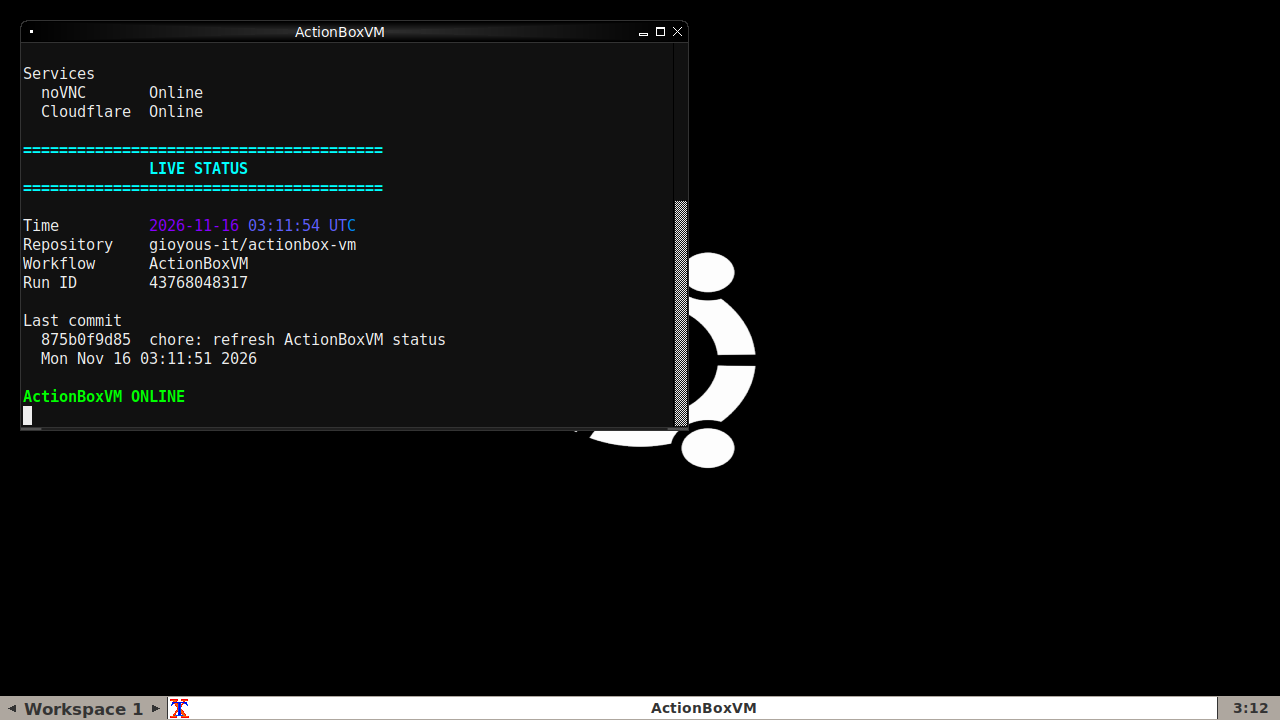 ActionBoxVM
Services
noVNC Online
Cloudflare Online
========================================
LIVE STATUS
========================================
Time 2026-11-16 03:11:54 UTC
Repository gioyous-it/actionbox-vm
Workflow ActionBoxVM
Run ID 43768048317
Last commit
875b0f9d85 chore: refresh ActionBoxVM status
Mon Nov 16 03:11:51 2026
ActionBoxVM ONLINE
Workspace 1 ActionBoxVM 3:12